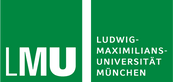 LMU
LUDWIG-
MAXIMILIANS-
UNIVERSITÄT
MÜNCHEN